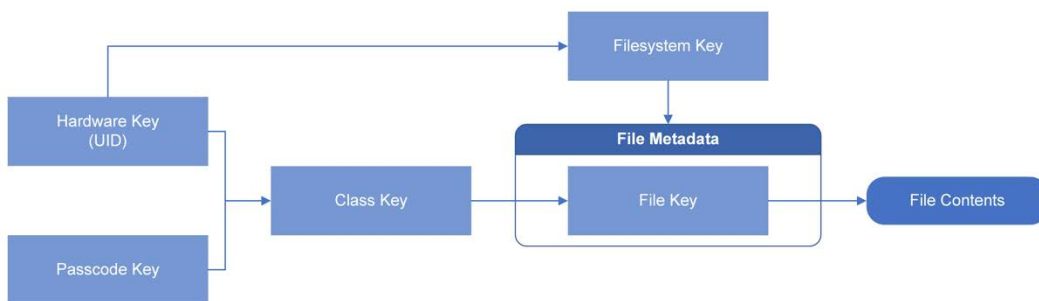 Filesystem Key
Hardware Key
(UID)
File Metadata
Class Key
File Key
File Contents
Passcode Key